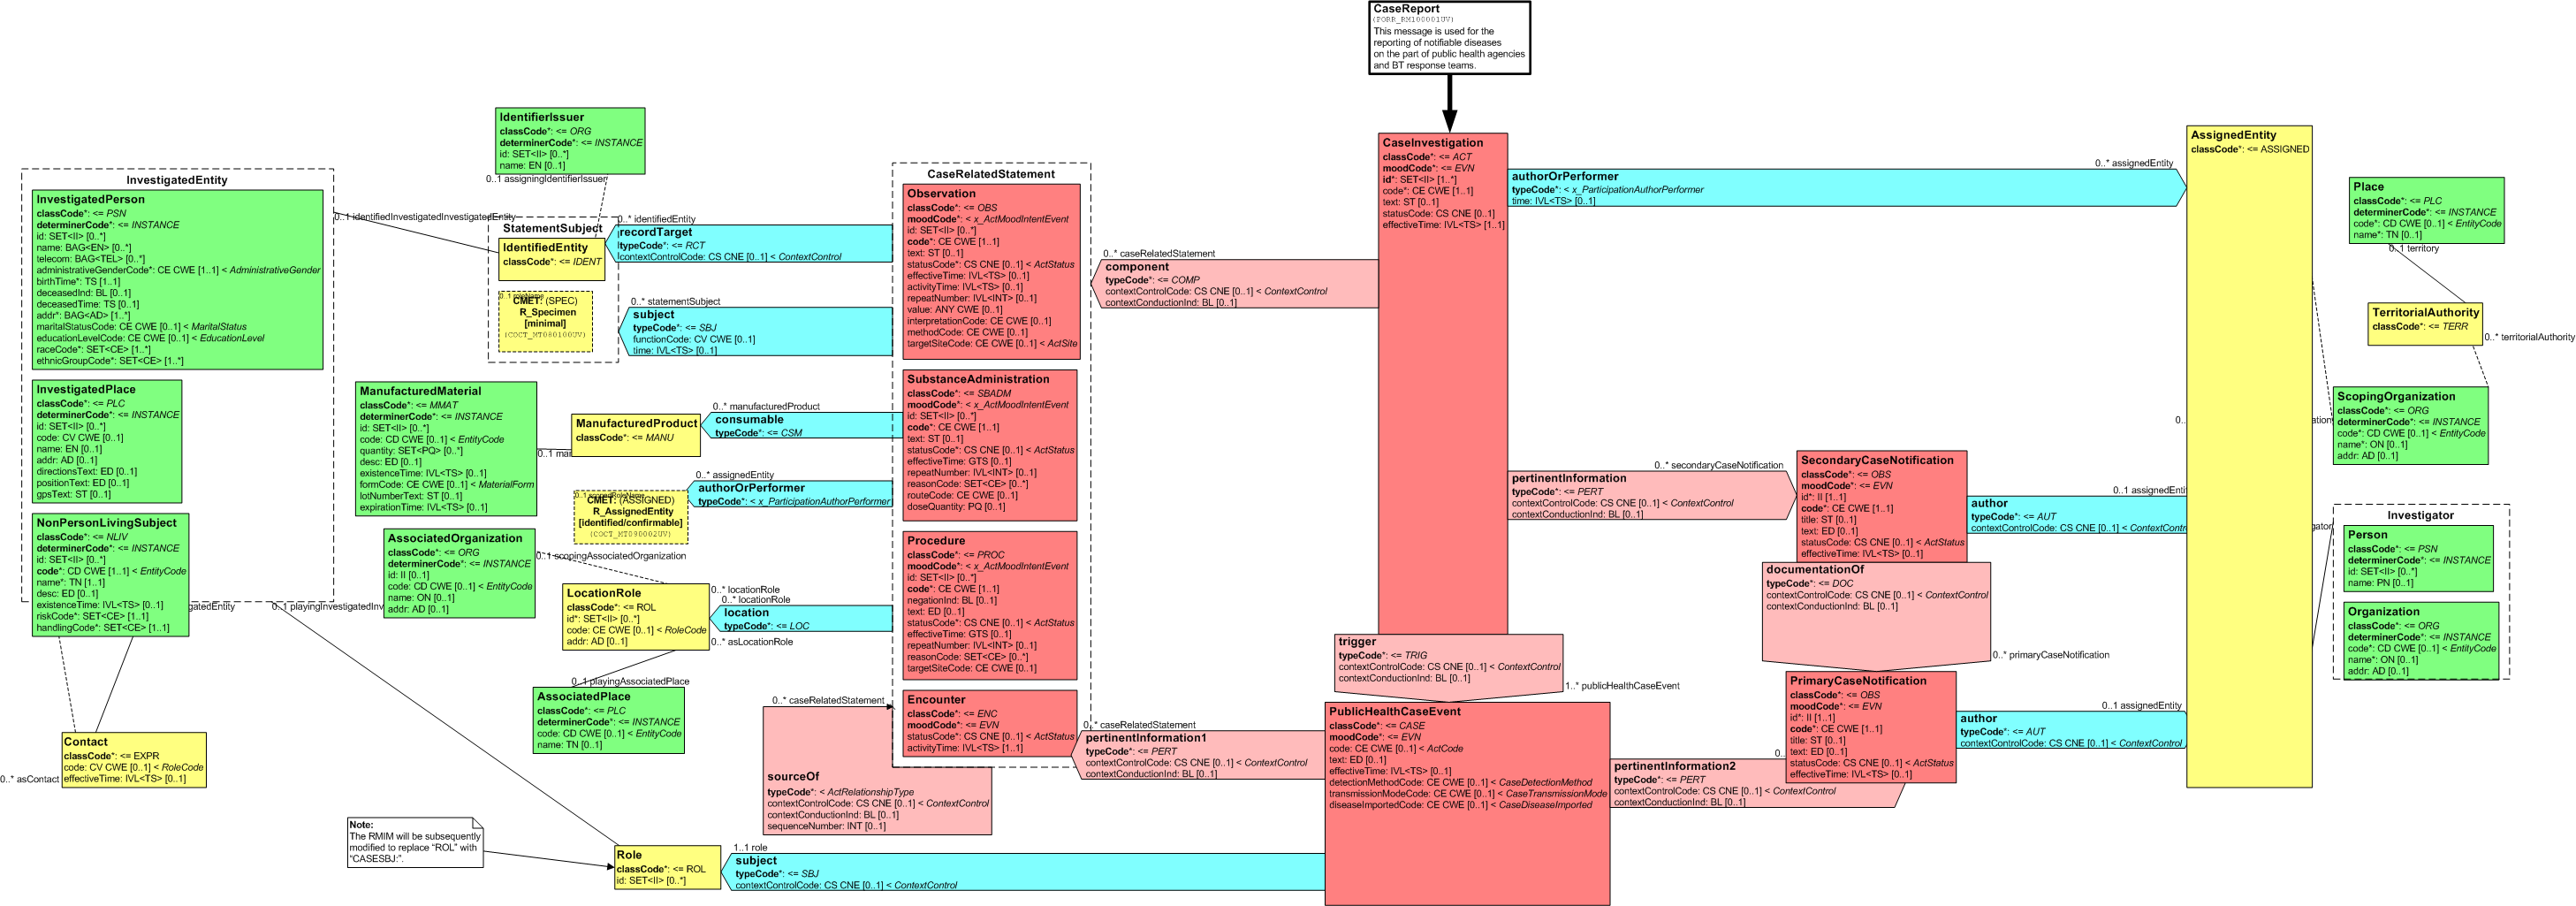 CaseReport
(PORR_RM100001UV)
This message is used for the
reporting of notifiable diseases
on the part of public health agencies
and BT response teams.
IdentifierIssuer
classCode*: <= ORG
determinerCode*: <= INSTANCE
id: SET<II> [0..*]
name: EN [0..1]
0..1 assigningIdentifierIssuer
InvestigatedEntity
InvestigatedPerson
classCode*: <= PSN
determinerCode*: <= INSTANCE
id: SET<II> [0..*]
name: BAG<EN> [0..*]
telecom: BAG<TEL> [0..*]
administrativeGenderCode*: CE CWE [1..1] < AdministrativeGender
birthTime*: TS [1..1]
deceasedInd: BL [0..1]
deceasedTime: TS [0..1]
addr*: BAG<AD> [1..*]
maritalStatusCode: CE CWE [0..1] < MaritalStatus
educationLevelCode: CE CWE [0..1] < EducationLevel
raceCode*: SET<CE> [1..*]
ethnicGroupCode*: SET<CE> [1..*]
InvestigatedPlace
classCode*: <= PLC
determinerCode*: <= INSTANCE
id: SET<II> [0..*]
code: CV CWE [0..1]
name: EN [0..1]
addr: AD [0..1]
directionsText: ED [0..1]
positionText: ED [0..1]
gpsText: ST [0..1]
NonPersonLivingSubject
classCode*: <= NLIV
determinerCode*: <= INSTANCE
id: SET<II> [0..*]
code*: CD CWE [1..1] < EntityCode
name*: TN [1..1]
desc: ED [0..1]
existenceTime: IVL<TS> [0..1]
riskCode*: SET<CE> [1..1]
handlingCode*: SET<CE> [1..1]
gatedEntity
0..1 playingInvestigatedInv
0..1 identifiedInvestigatedInvestigatedEntity
Contact
classCode*: <= EXPR
code: CV CWE [0..1] < RoleCode
effectiveTime: IVL<TS> [0..1]
0..* asContact
StatementSubject
IdentifiedEntity
classCode*: <= IDENT
0..1 roleName
CMET: (SPEC)
R_Specimen
[minimal]
(COCT_MT080100UV)
0..* identifiedEntity
recordTarget
typeCode*: <= RCT
contextControlCode: CS CNE [0..1] < ContextControl
0..* statementSubject
subject
typeCode*: <= SBJ
functionCode: CV CWE [0..1]
time: IVL<TS> [0..1]
ManufacturedMaterial
classCode*: <= MMAT
determinerCode*: <= INSTANCE
id: SET<II> [0..*]
code: CD CWE [0..1] < EntityCode
quantity: SET<PQ> [0..*]
desc: ED [0..1]
existenceTime: IVL<TS> [0..1]
formCode: CE CWE [0..1] < MaterialForm
lotNumberText: ST [0..1]
expirationTime: IVL<TS> [0..1]
0..1 man
ManufacturedProduct
classCode*: <= MANU
0..* manufacturedProduct
consumable
typeCode*: <= CSM
0..* assignedEntity
authorOrPerformer
typeCode*: < x_ParticipationAuthorPerformer
0..1 scopedRoleName
CMET: (ASSIGNED)
R_AssignedEntity
[identified/confirmable]
(COCT_MT090002UV)
AssociatedOrganization
classCode*: <= ORG
determinerCode*: <= INSTANCE
id: II [0..1]
code: CD CWE [0..1] < EntityCode
name: ON [0..1]
addr: AD [0..1]
0..1 scopingAssociatedOrganization
LocationRole
classCode*: <= ROL
id*: SET<II> [0..*]
code: CE CWE [0..1] < RoleCode
addr: AD [0..1]
0..* locationRole
0..* locationRole
location
typeCode*: <= LOC
0..* asLocationRole
0..1 playingAssociatedPlace
AssociatedPlace
classCode*: <= PLC
determinerCode*: <= INSTANCE
code: CD CWE [0..1] < EntityCode
name: TN [0..1]
CaseRelatedStatement
Observation
classCode*: <= OBS
moodCode*: < x_ActMoodIntentEvent
id: SET<II> [0..*]
code*: CE CWE [1..1]
text: ST [0..1]
statusCode*: CS CNE [0..1] < ActStatus
effectiveTime: IVL<TS> [0..1]
activityTime: IVL<TS> [0..1]
repeatNumber: IVL<INT> [0..1]
value: ANY CWE [0..1]
interpretationCode: CE CWE [0..1]
methodCode: CE CWE [0..1]
targetSiteCode: CE CWE [0..1] < ActSite
SubstanceAdministration
classCode*: <= SBADM
moodCode*: < x_ActMoodIntentEvent
id: SET<II> [0..*]
code*: CE CWE [1..1]
text: ST [0..1]
statusCode*: CS CNE [0..1] < ActStatus
effectiveTime: GTS [0..1]
repeatNumber: IVL<INT> [0..1]
reasonCode: SET<CE> [0..*]
routeCode: CE CWE [0..1]
doseQuantity: PQ [0..1]
Procedure
classCode*: <= PROC
moodCode*: < x_ActMoodIntentEvent
id: SET<II> [0..*]
code*: CE CWE [1..1]
negationInd: BL [0..1]
text: ED [0..1]
statusCode*: CS CNE [0..1] < ActStatus
effectiveTime: GTS [0..1]
repeatNumber: IVL<INT> [0..1]
reasonCode: SET<CE> [0..*]
targetSiteCode: CE CWE [0..1]
Encounter
classCode*: <= ENC
moodCode*: <= EVN
statusCode*: CS CNE [0..1] < ActStatus
activityTime: IVL<TS> [1..1]
0..* caseRelatedStatement
sourceOf
typeCode*: < ActRelationshipType
contextControlCode: CS CNE [0..1] < ContextControl
contextConductionInd: BL [0..1]
sequenceNumber: INT [0..1]
Note:
The RMIM will be subsequently
modified to replace "ROL" with
"CASESBJ:".
Role
classCode*: <= ROL
id: SET<II> [0..*]
1..1 role
subject
typeCode*: <= SBJ
contextControlCode: CS CNE [0..1] < ContextControl
CaseInvestigation
classCode*: <= ACT
moodCode*: <= EVN
id*: SET<II> [1..*]
code*: CE CWE [1..1]
text: ST [0..1]
statusCode: CS CNE [0..1]
effectiveTime: IVL<TS> [1..1]
0..* caseRelatedStatement
component
typeCode*: <= COMP
contextControlCode: CS CNE [0..1] < ContextControl
contextConductionInd: BL [0..1]
0..* assignedEntity
authorOrPerformer
typeCode*: < x_ParticipationAuthorPerformer
time: IVL<TS> [0..1]
0..* secondaryCaseNotification
pertinentInformation
typeCode*: <= PERT
contextControlCode: CS CNE [0..1] < ContextControl
contextConductionInd: BL [0..1]
trigger
typeCode*: <= TRIG
contextControlCode: CS CNE [0..1] < ContextControl
contextConductionInd: BL [0..1]
1..* publicHealthCaseEvent
PublicHealthCaseEvent
classCode*: <= CASE
moodCode*: <= EVN
code: CE CWE [0..1] < ActCode
text: ED [0..1]
effectiveTime: IVL<TS> [0..1]
detectionMethodCode: CE CWE [0..1] < CaseDetectionMethod
transmissionModeCode: CE CWE [0..1] < CaseTransmissionMode
diseaseImportedCode: CE CWE [0..1] < CaseDiseaseImported
0..* caseRelatedStatement
pertinentInformation1
typeCode*: <= PERT
contextControlCode: CS CNE [0..1] < ContextControl
contextConductionInd: BL [0..1]
0..
pertinentInformation2
typeCode*: <= PERT
contextControlCode: CS CNE [0..1] < ContextControl
contextConductionInd: BL [0..1]
SecondaryCaseNotification
classCode*: <= OBS
moodCode*: <= EVN
id*: II [1..1]
code*: CE CWE [1..1]
title: ST [0..1]
text: ED [0..1]
statusCode: CS CNE [0..1] < ActStatus
effectiveTime: IVL<TS> [0..1]
0..1 assignedEntit
author
typeCode*: <= AUT
contextControlCode: CS CNE [0..1] < ContextContr
documentationOf
typeCode*: <= DOC
contextControlCode: CS CNE [0..1] < ContextControl
contextConductionInd: BL [0..1]
0..* primaryCaseNotification
PrimaryCaseNotification
classCode*: <= OBS
moodCode*: <= EVN
id*: II [1..1]
code*: CE CWE [1..1]
title: ST [0..1]
text: ED [0..1]
statusCode: CS CNE [0..1] < ActStatus
effectiveTime: IVL<TS> [0..1]
0..1 assignedEntity
author
typeCode*: <= AUT
contextControlCode: CS CNE [0..1] < ContextControl
AssignedEntity
classCode*: <= ASSIGNED
0..
ation
gator
Place
classCode*: <= PLC
determinerCode*: <= INSTANCE
code*: CD CWE [0..1] < EntityCode
name*: TN [0..1]
0..1 territory
TerritorialAuthority
classCode*: <= TERR
0..* territorialAuthority
ScopingOrganization
classCode*: <= ORG
determinerCode*: <= INSTANCE
code*: CD CWE [0..1] < EntityCode
name*: ON [0..1]
addr: AD [0..1]
Investigator
Person
classCode*: <= PSN
determinerCode*: <= INSTANCE
id: SET<II> [0..*]
name: PN [0..1]
Organization
classCode*: <= ORG
determinerCode*: <= INSTANCE
code*: CD CWE [0..1] < EntityCode
name*: ON [0..1]
addr: AD [0..1]